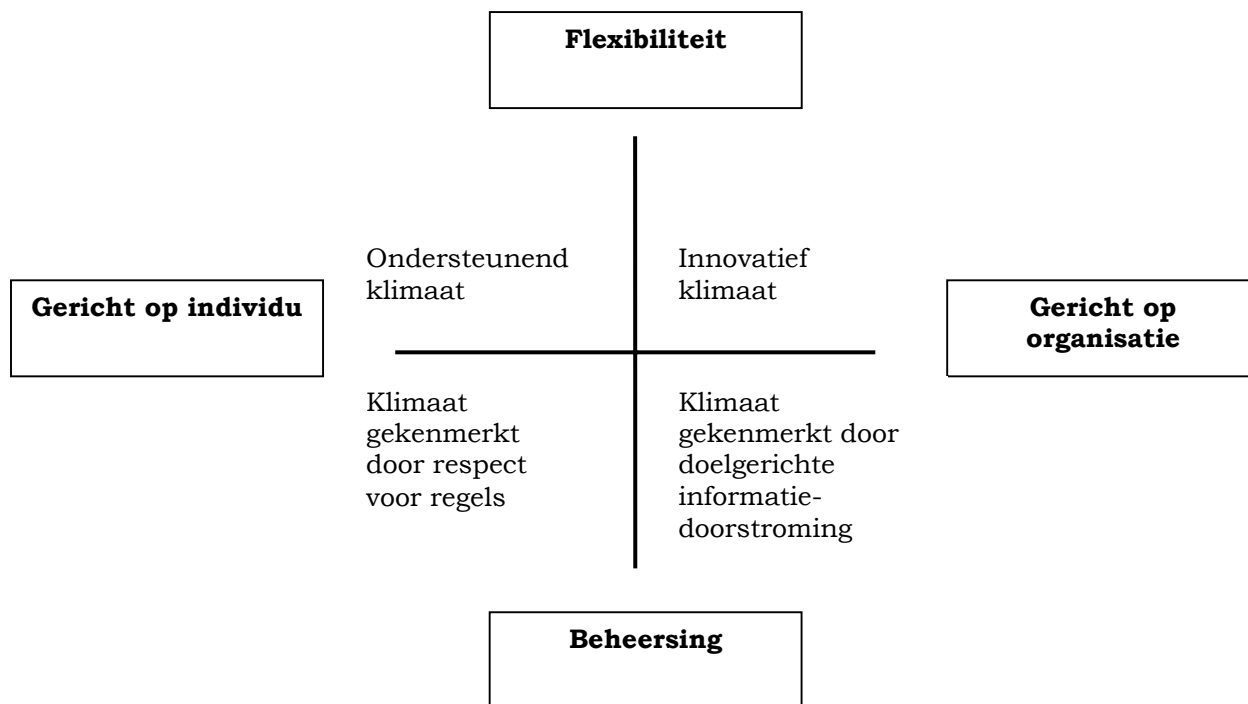 Flexibiliteit
Ondersteunend
klimaat
Innovatief
klimaat
Gericht op individu
Gericht op
organisatie
Klimaat
gekenmerkt
door respect
voor regels
Klimaat
gekenmerkt door
doelgerichte
informatie-
doorstroming
Beheersing